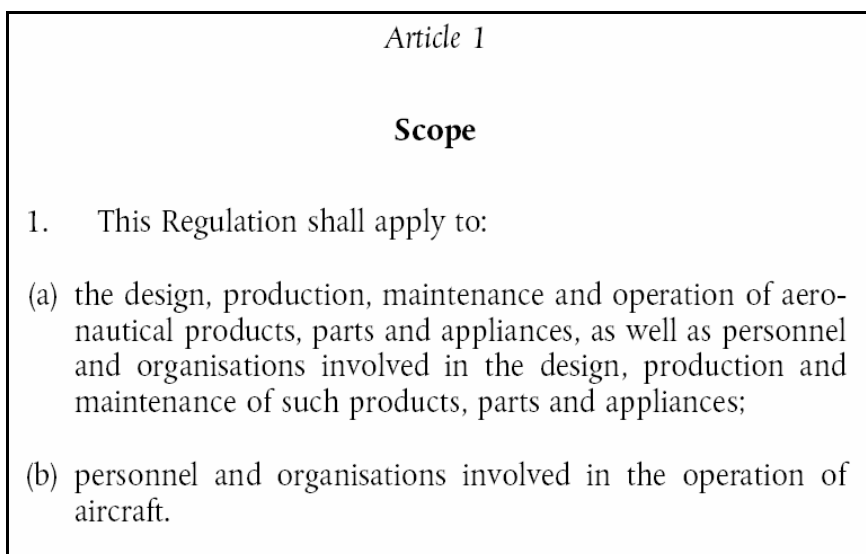 Article 1
Scope
1. This Regulation shall apply to:
(a) the design, production, maintenance and operation of aero-
nautical products, parts and appliances, as well as personnel
and organisations involved in the design, production and
maintenance of such products, parts and appliances;
(b) personnel and organisations involved in the operation of
aircraft.